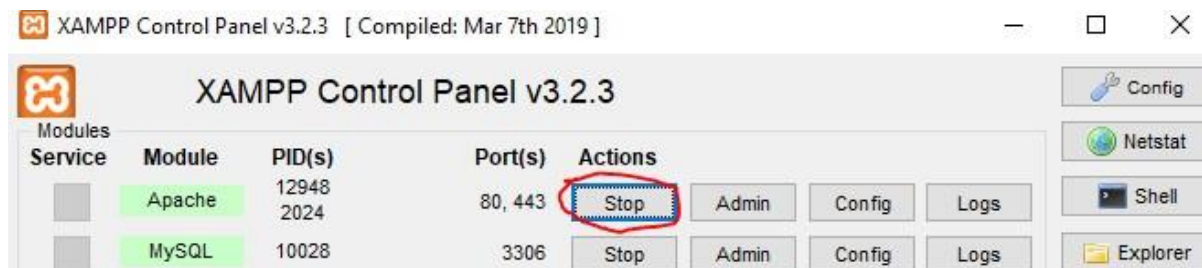 XAMPP Control Panel v3.2.3 [ Compiled: Mar 7th 2019 ]
XAMPP Control Panel v3.2.3
Config
Modules
Netstat
Service Module PID(s) Port(s) Actions
Apache 12948 2024 80, 443 Stop Admin Config Logs
Shell
MySQL 10028 3306 Stop Admin Config Logs
Explorer